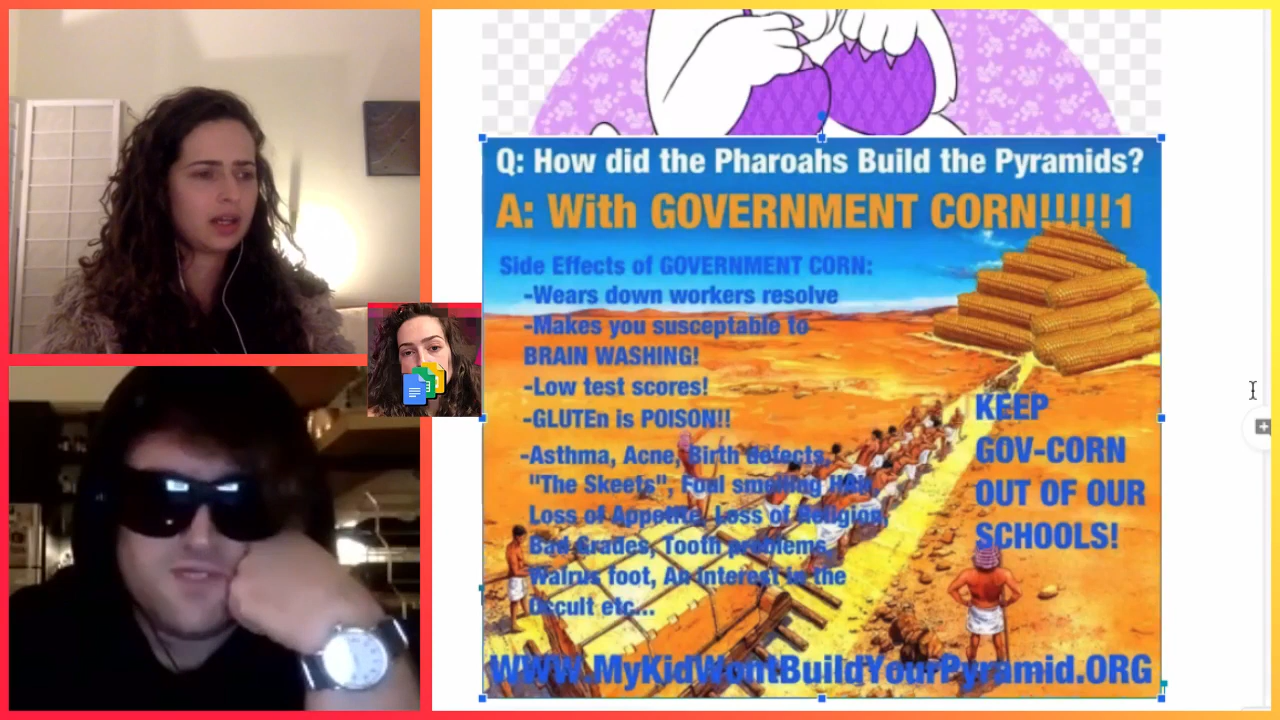 Q: How did the Pharoahs Build the Pyramids?
A: With GOVERNMENT CORN!!!!!1
Side Effects of GOVERNMENT CORN:
-Wears down workers resolve
-Makes you susceptable to
BRAIN WASHING!
-Low test scores!
-GLUTEn is POISON!!
-Asthma, Acne, Birth defects,
"The Skeets", Foul smelling HAIr
Loss of Appetite, Loss of Religion,
Bad Grades, Tooth problems,
Walrus foot, An interest in the
Occult etc...
KEEP
GOV-CORN
OUT OF OUR
SCHOOLS!
WWW.MyKidWontBuildYourPyramid.ORG